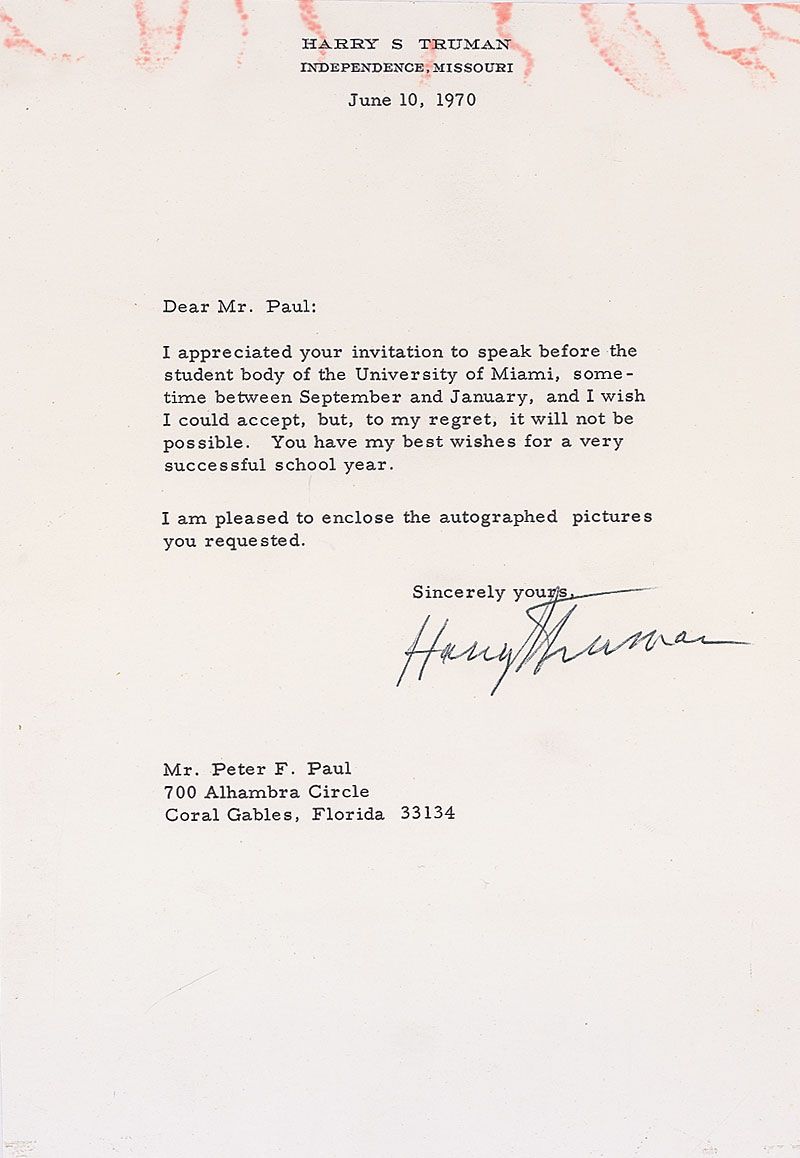 HARRY S TRUMAN
INDEPENDENCE, MISSOURI
June 10, 1970
Dear Mr. Paul:
I appreciated your invitation to speak before the
student body of the University of Miami, some-
time between September and January, and I wish
I could accept, but, to my regret, it will not be
possible. You have my best wishes for a very
successful school year.
I am pleased to enclose the autographed pictures
you requested.
Sincerely yours,
Harry S Truman
Mr. Peter F. Paul
700 Alhambra Circle
Coral Gables, Florida 33134